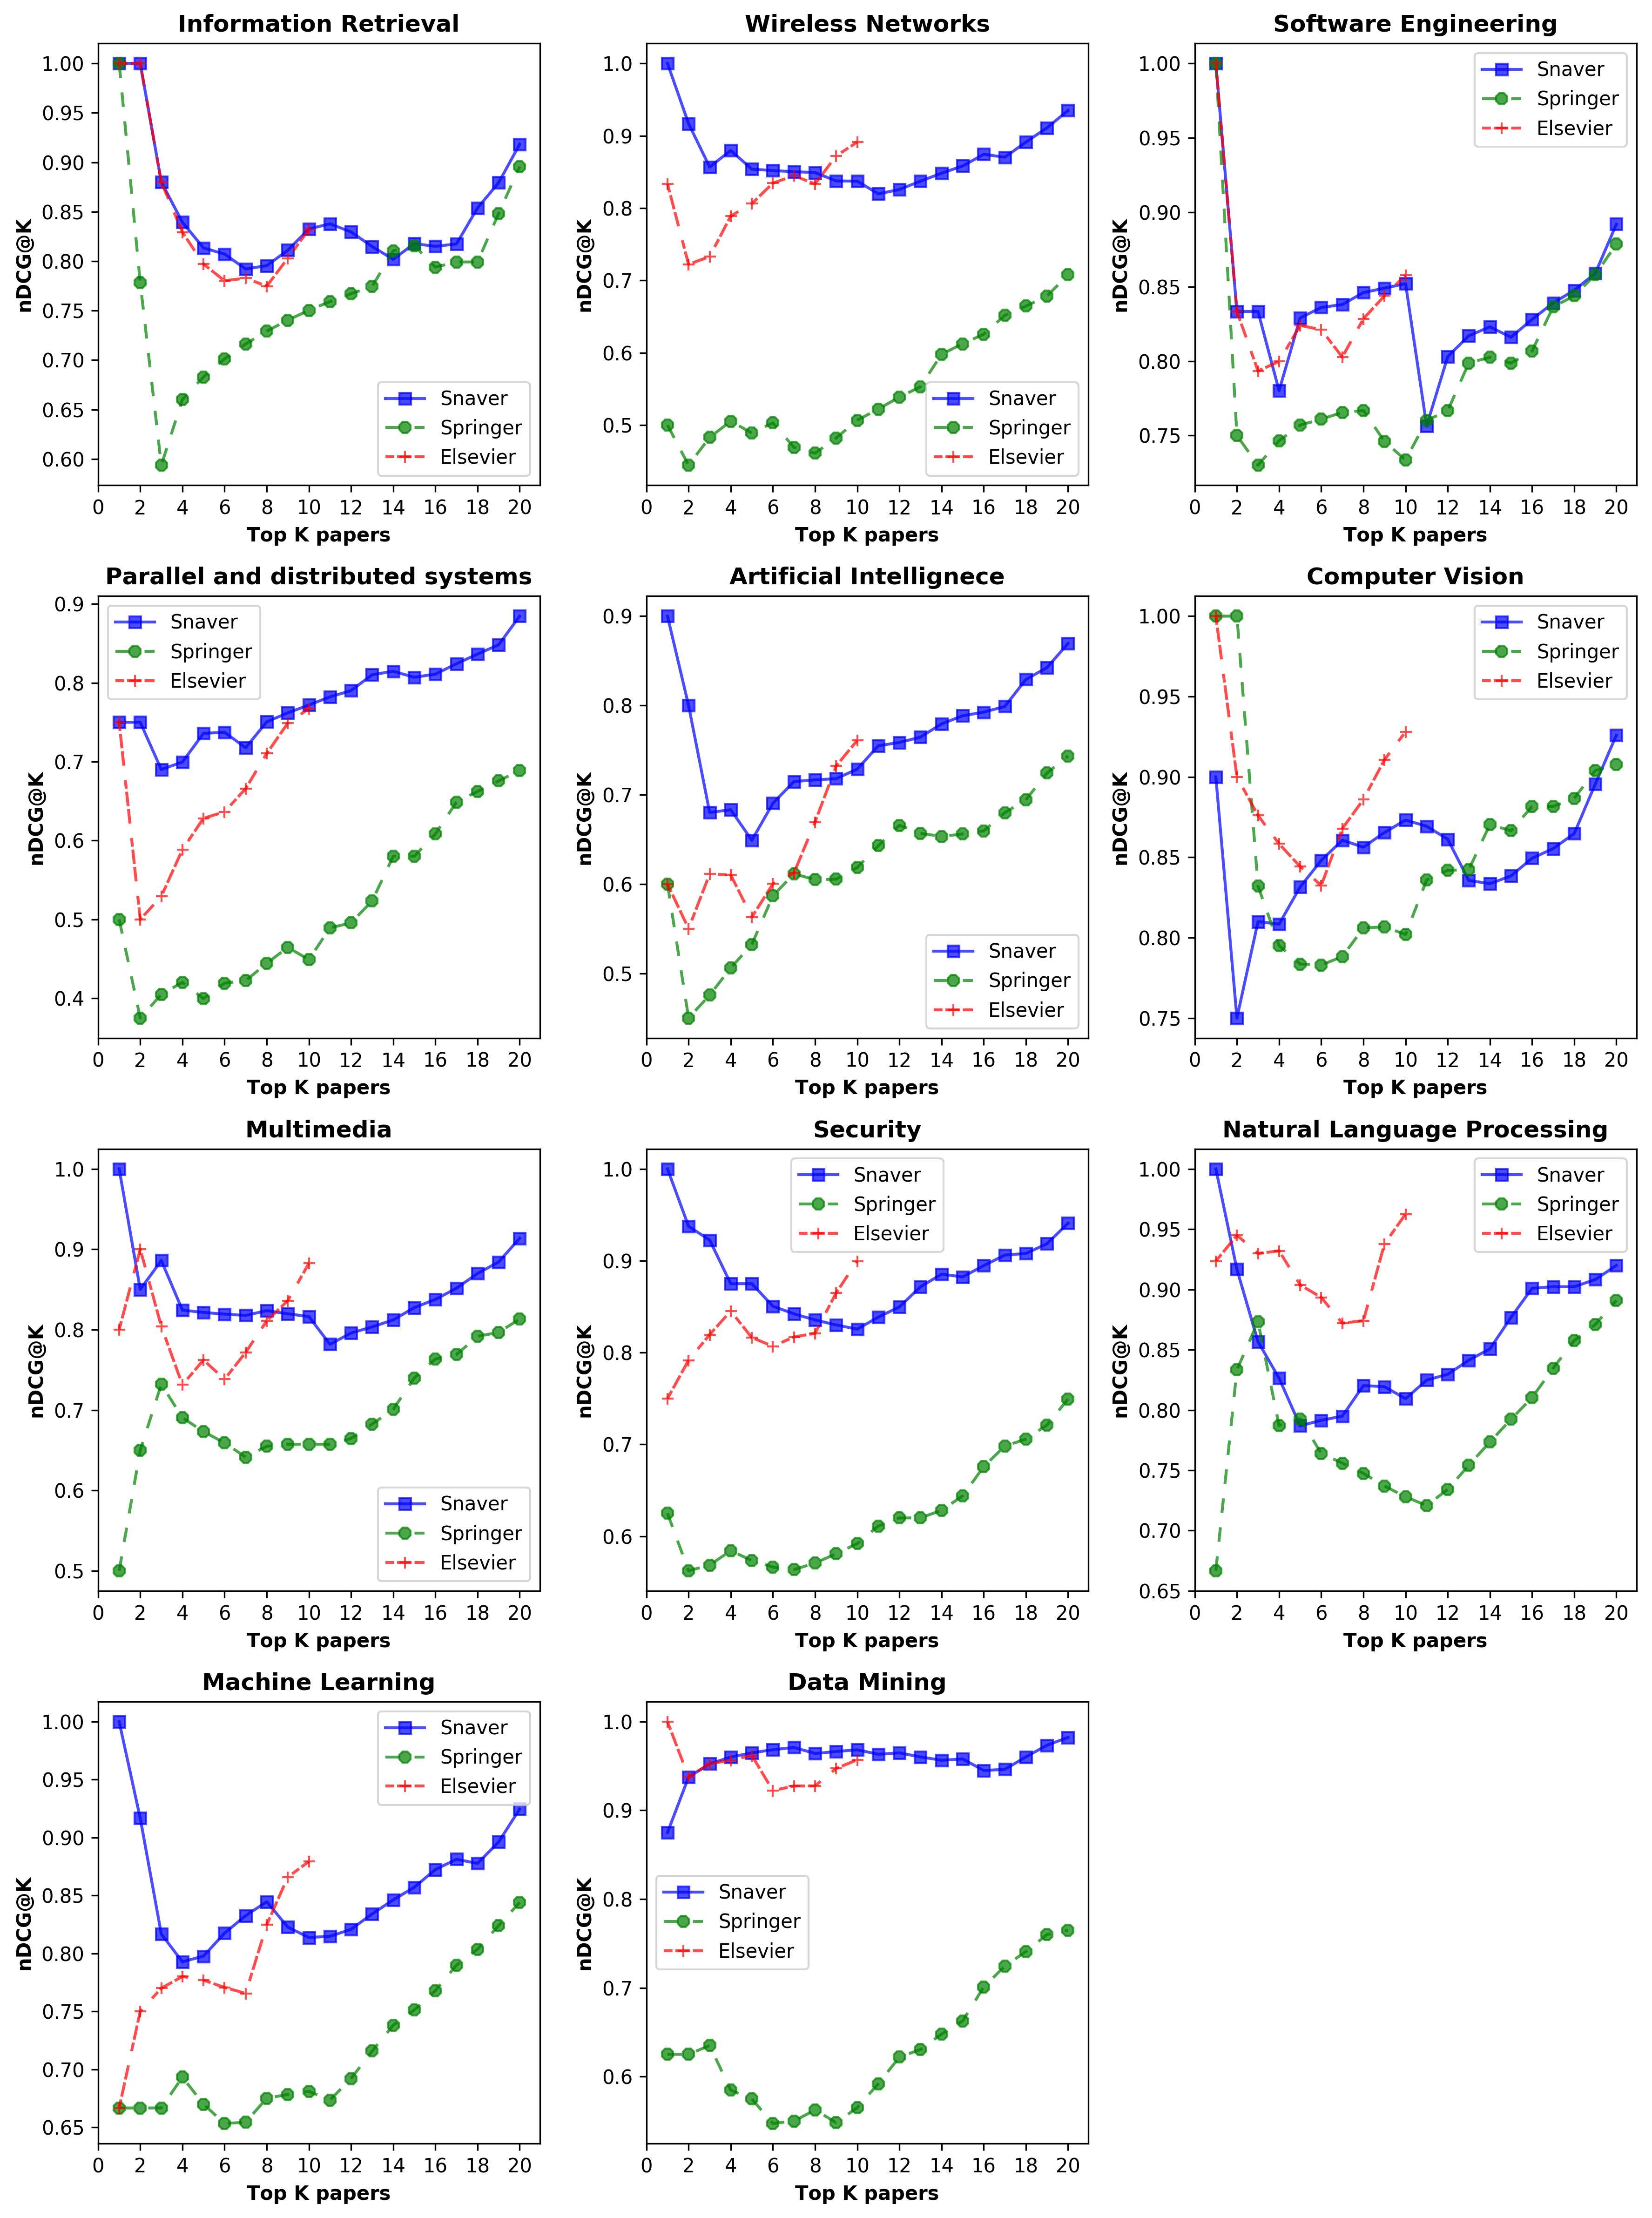 Information Retrieval
nDCG@K
1.00
0.95
0.90
0.85
0.80
0.75
0.70
0.65
0.60
Snaver
Springer
Elsevier
0 2 4 6 8 10 12 14 16 18 20
Top K papers
Wireless Networks
nDCG@K
1.0
0.9
0.8
0.7
0.6
0.5
Snaver
Springer
Elsevier
0 2 4 6 8 10 12 14 16 18 20
Top K papers
Software Engineering
nDCG@K
1.00
0.95
0.90
0.85
0.80
0.75
Snaver
Springer
Elsevier
0 2 4 6 8 10 12 14 16 18 20
Top K papers
Parallel and distributed systems
nDCG@K
0.9
0.8
0.7
0.6
0.5
0.4
Snaver
Springer
Elsevier
0 2 4 6 8 10 12 14 16 18 20
Top K papers
Artificial Intellignece
nDCG@K
0.9
0.8
0.7
0.6
0.5
Snaver
Springer
Elsevier
0 2 4 6 8 10 12 14 16 18 20
Top K papers
Computer Vision
nDCG@K
1.00
0.95
0.90
0.85
0.80
0.75
Snaver
Springer
Elsevier
0 2 4 6 8 10 12 14 16 18 20
Top K papers
Multimedia
nDCG@K
1.0
0.9
0.8
0.7
0.6
0.5
Snaver
Springer
Elsevier
0 2 4 6 8 10 12 14 16 18 20
Top K papers
Security
nDCG@K
1.0
0.9
0.8
0.7
0.6
Snaver
Springer
Elsevier
0 2 4 6 8 10 12 14 16 18 20
Top K papers
Natural Language Processing
nDCG@K
1.00
0.95
0.90
0.85
0.80
0.75
0.70
0.65
Snaver
Springer
Elsevier
0 2 4 6 8 10 12 14 16 18 20
Top K papers
Machine Learning
nDCG@K
1.00
0.95
0.90
0.85
0.80
0.75
0.70
0.65
Snaver
Springer
Elsevier
0 2 4 6 8 10 12 14 16 18 20
Top K papers
Data Mining
nDCG@K
1.0
0.9
0.8
0.7
0.6
Snaver
Springer
Elsevier
0 2 4 6 8 10 12 14 16 18 20
Top K papers